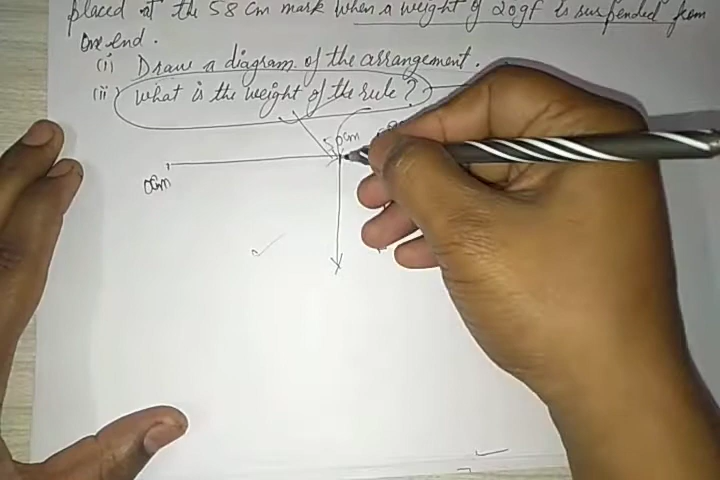 placed at the 58 cm mark when a weight of 20gf is suspended from
one end.
(i) Draw a diagram of the arrangement.
(ii) What is the weight of the rule?
50cm
0cm